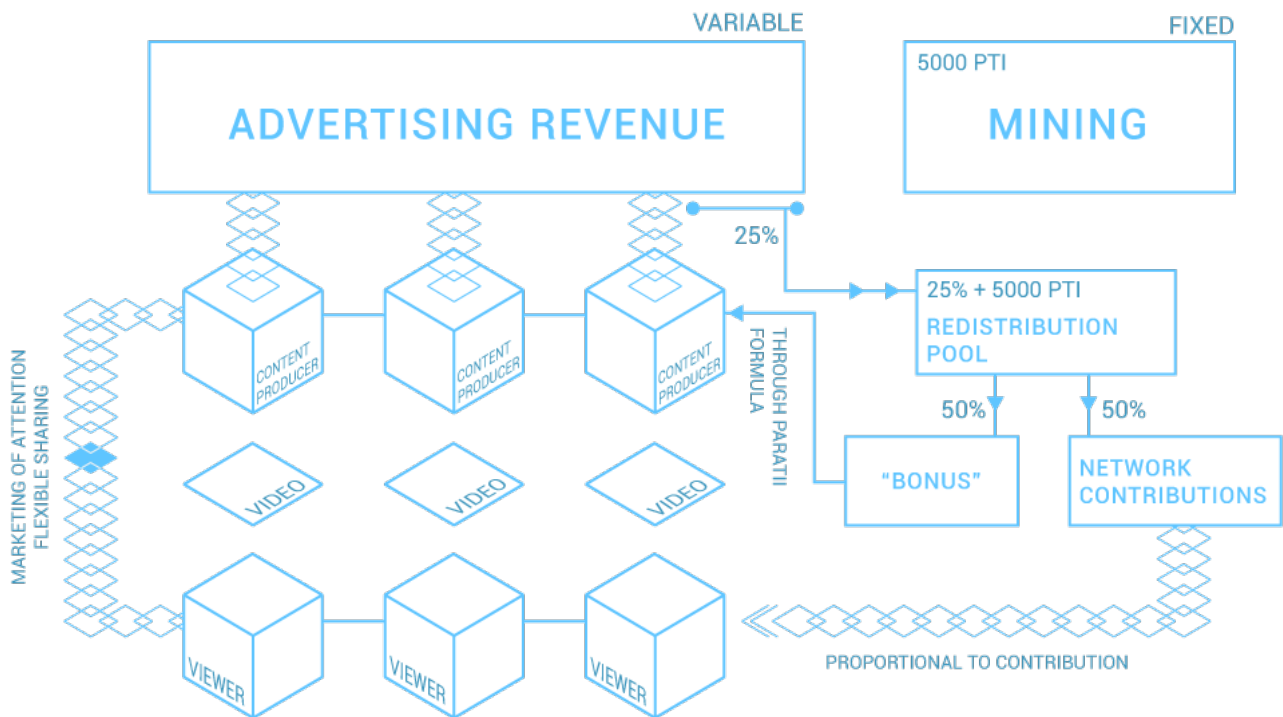 VARIABLE
FIXED
ADVERTISING REVENUE
5000 PTI
MINING
25%
25% + 5000 PTI
REDISTRIBUTION
POOL
CONTENT
PRODUCER
CONTENT
PRODUCER
CONTENT
PRODUCER
THROUGH PARATII
FORMULA
50%
50%
MARKETING OF ATTENTION
FLEXIBLE SHARING
VIDEO
VIDEO
VIDEO
“BONUS”
NETWORK
CONTRIBUTIONS
VIEWER
VIEWER
VIEWER
PROPORTIONAL TO CONTRIBUTION